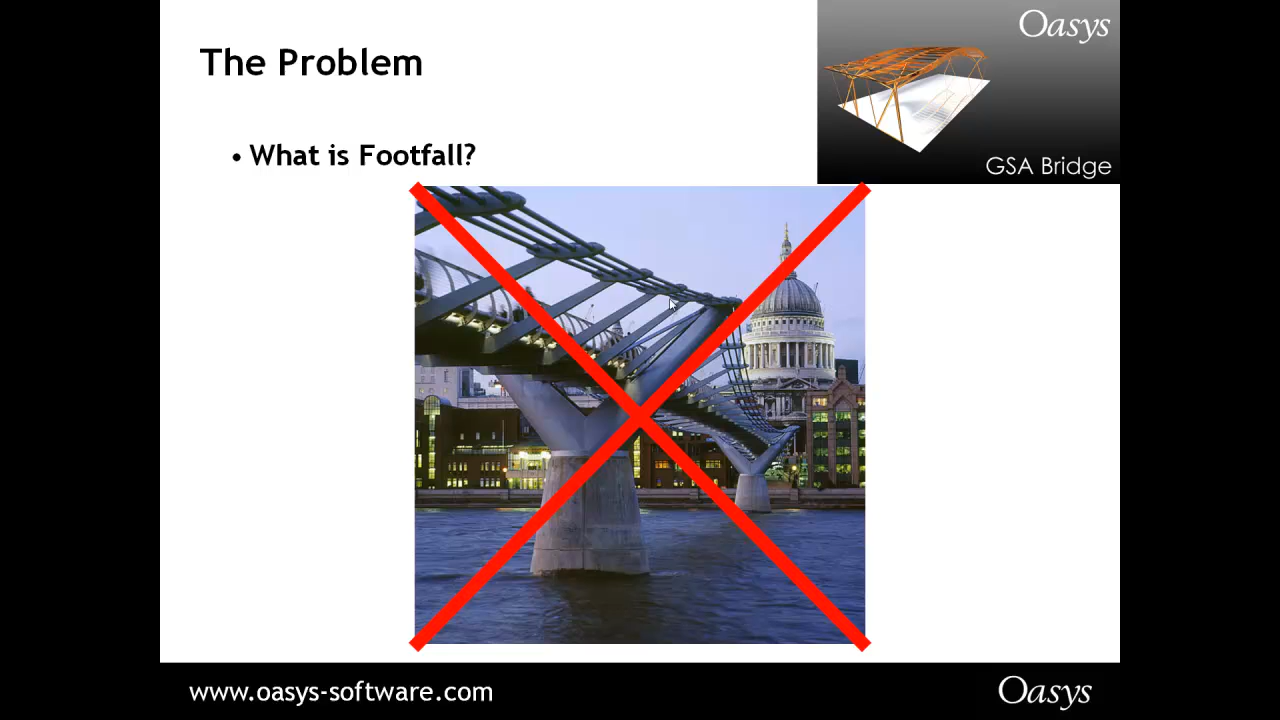 The Problem
Oasys
GSA Bridge
• What is Footfall?
www.oasys-software.com
Oasys